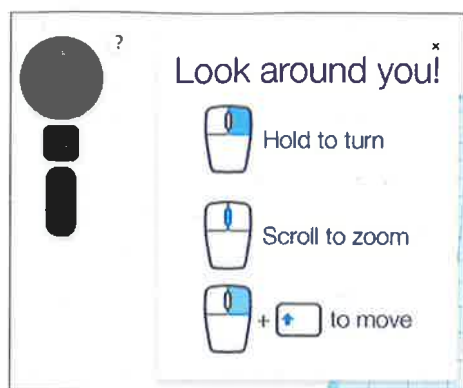 ?
×
Look around you!
Hold to turn
Scroll to zoom
+ to move